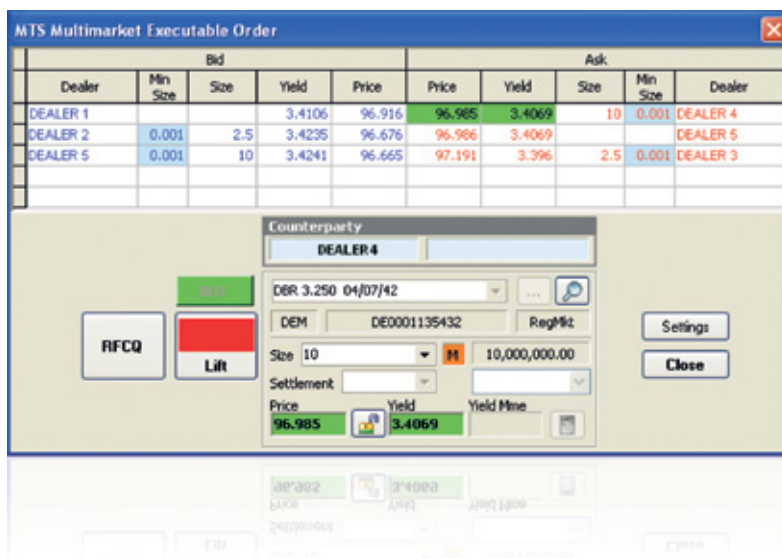 MTS Multimarket Executable Order
Bid Ask
Dealer Min Size Size Yield Price Price Yield Size Min Size Dealer
DEALER 1 3.4106 96.916 96.985 3.4069 10 0.001 DEALER 4
DEALER 2 0.001 2.5 3.4235 96.676 96.986 3.4069 DEALER 5
DEALER 5 0.001 10 3.4241 96.665 97.191 3.396 2.5 0.001 DEALER 3
Counterparty
DEALER4
DBR 3.250 04/07/42 ...
DEM DE0001135432 RegMkt
RFCQ Lift Settings
Size 10 M 10,000,000.00
Close
Settlement
Price Yield Yield Mme
96.985 3.4069